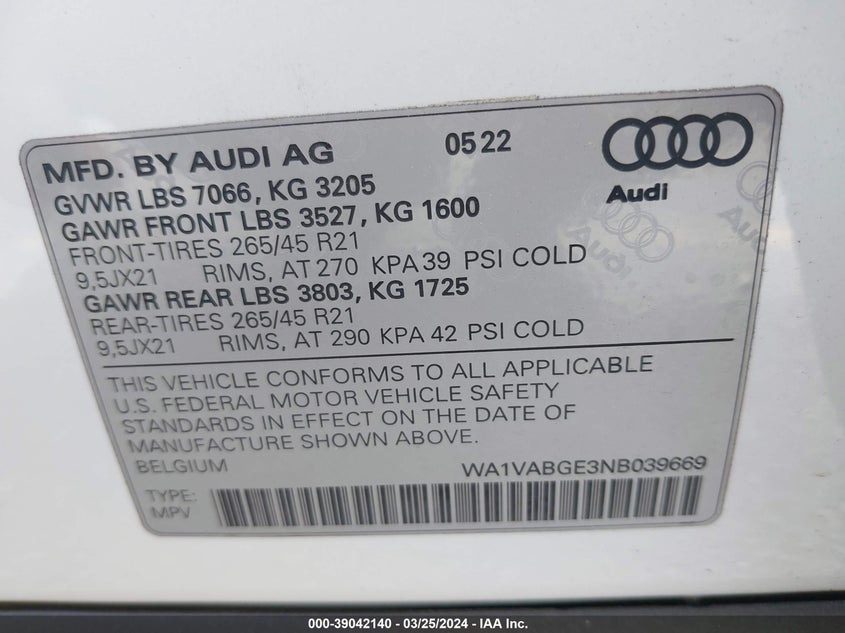 MFD. BY AUDI AG 05 22
Audi
GVWR LBS 7066, KG 3205
GAWR FRONT LBS 3527, KG 1600
FRONT-TIRES 265/45 R21
9,5JX21 RIMS, AT 270 KPA 39 PSI COLD
GAWR REAR LBS 3803, KG 1725
REAR-TIRES 265/45 R21
9,5JX21 RIMS, AT 290 KPA 42 PSI COLD
THIS VEHICLE CONFORMS TO ALL APPLICABLE
U.S. FEDERAL MOTOR VEHICLE SAFETY
STANDARDS IN EFFECT ON THE DATE OF
MANUFACTURE SHOWN ABOVE.
BELGIUM WA1VABGE3NB039669
TYPE:
MPV
000-39042140 - 03/25/2024 - IAA Inc.